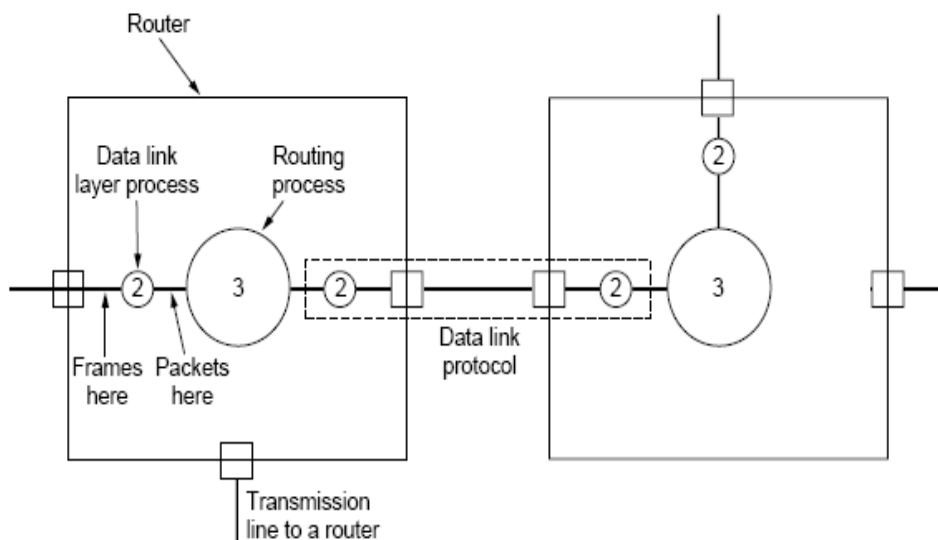 Router
Data link
layer process
Routing
process
2
2
3
2
2
3
Frames
here
Packets
here
Data link
protocol
Transmission
line to a router